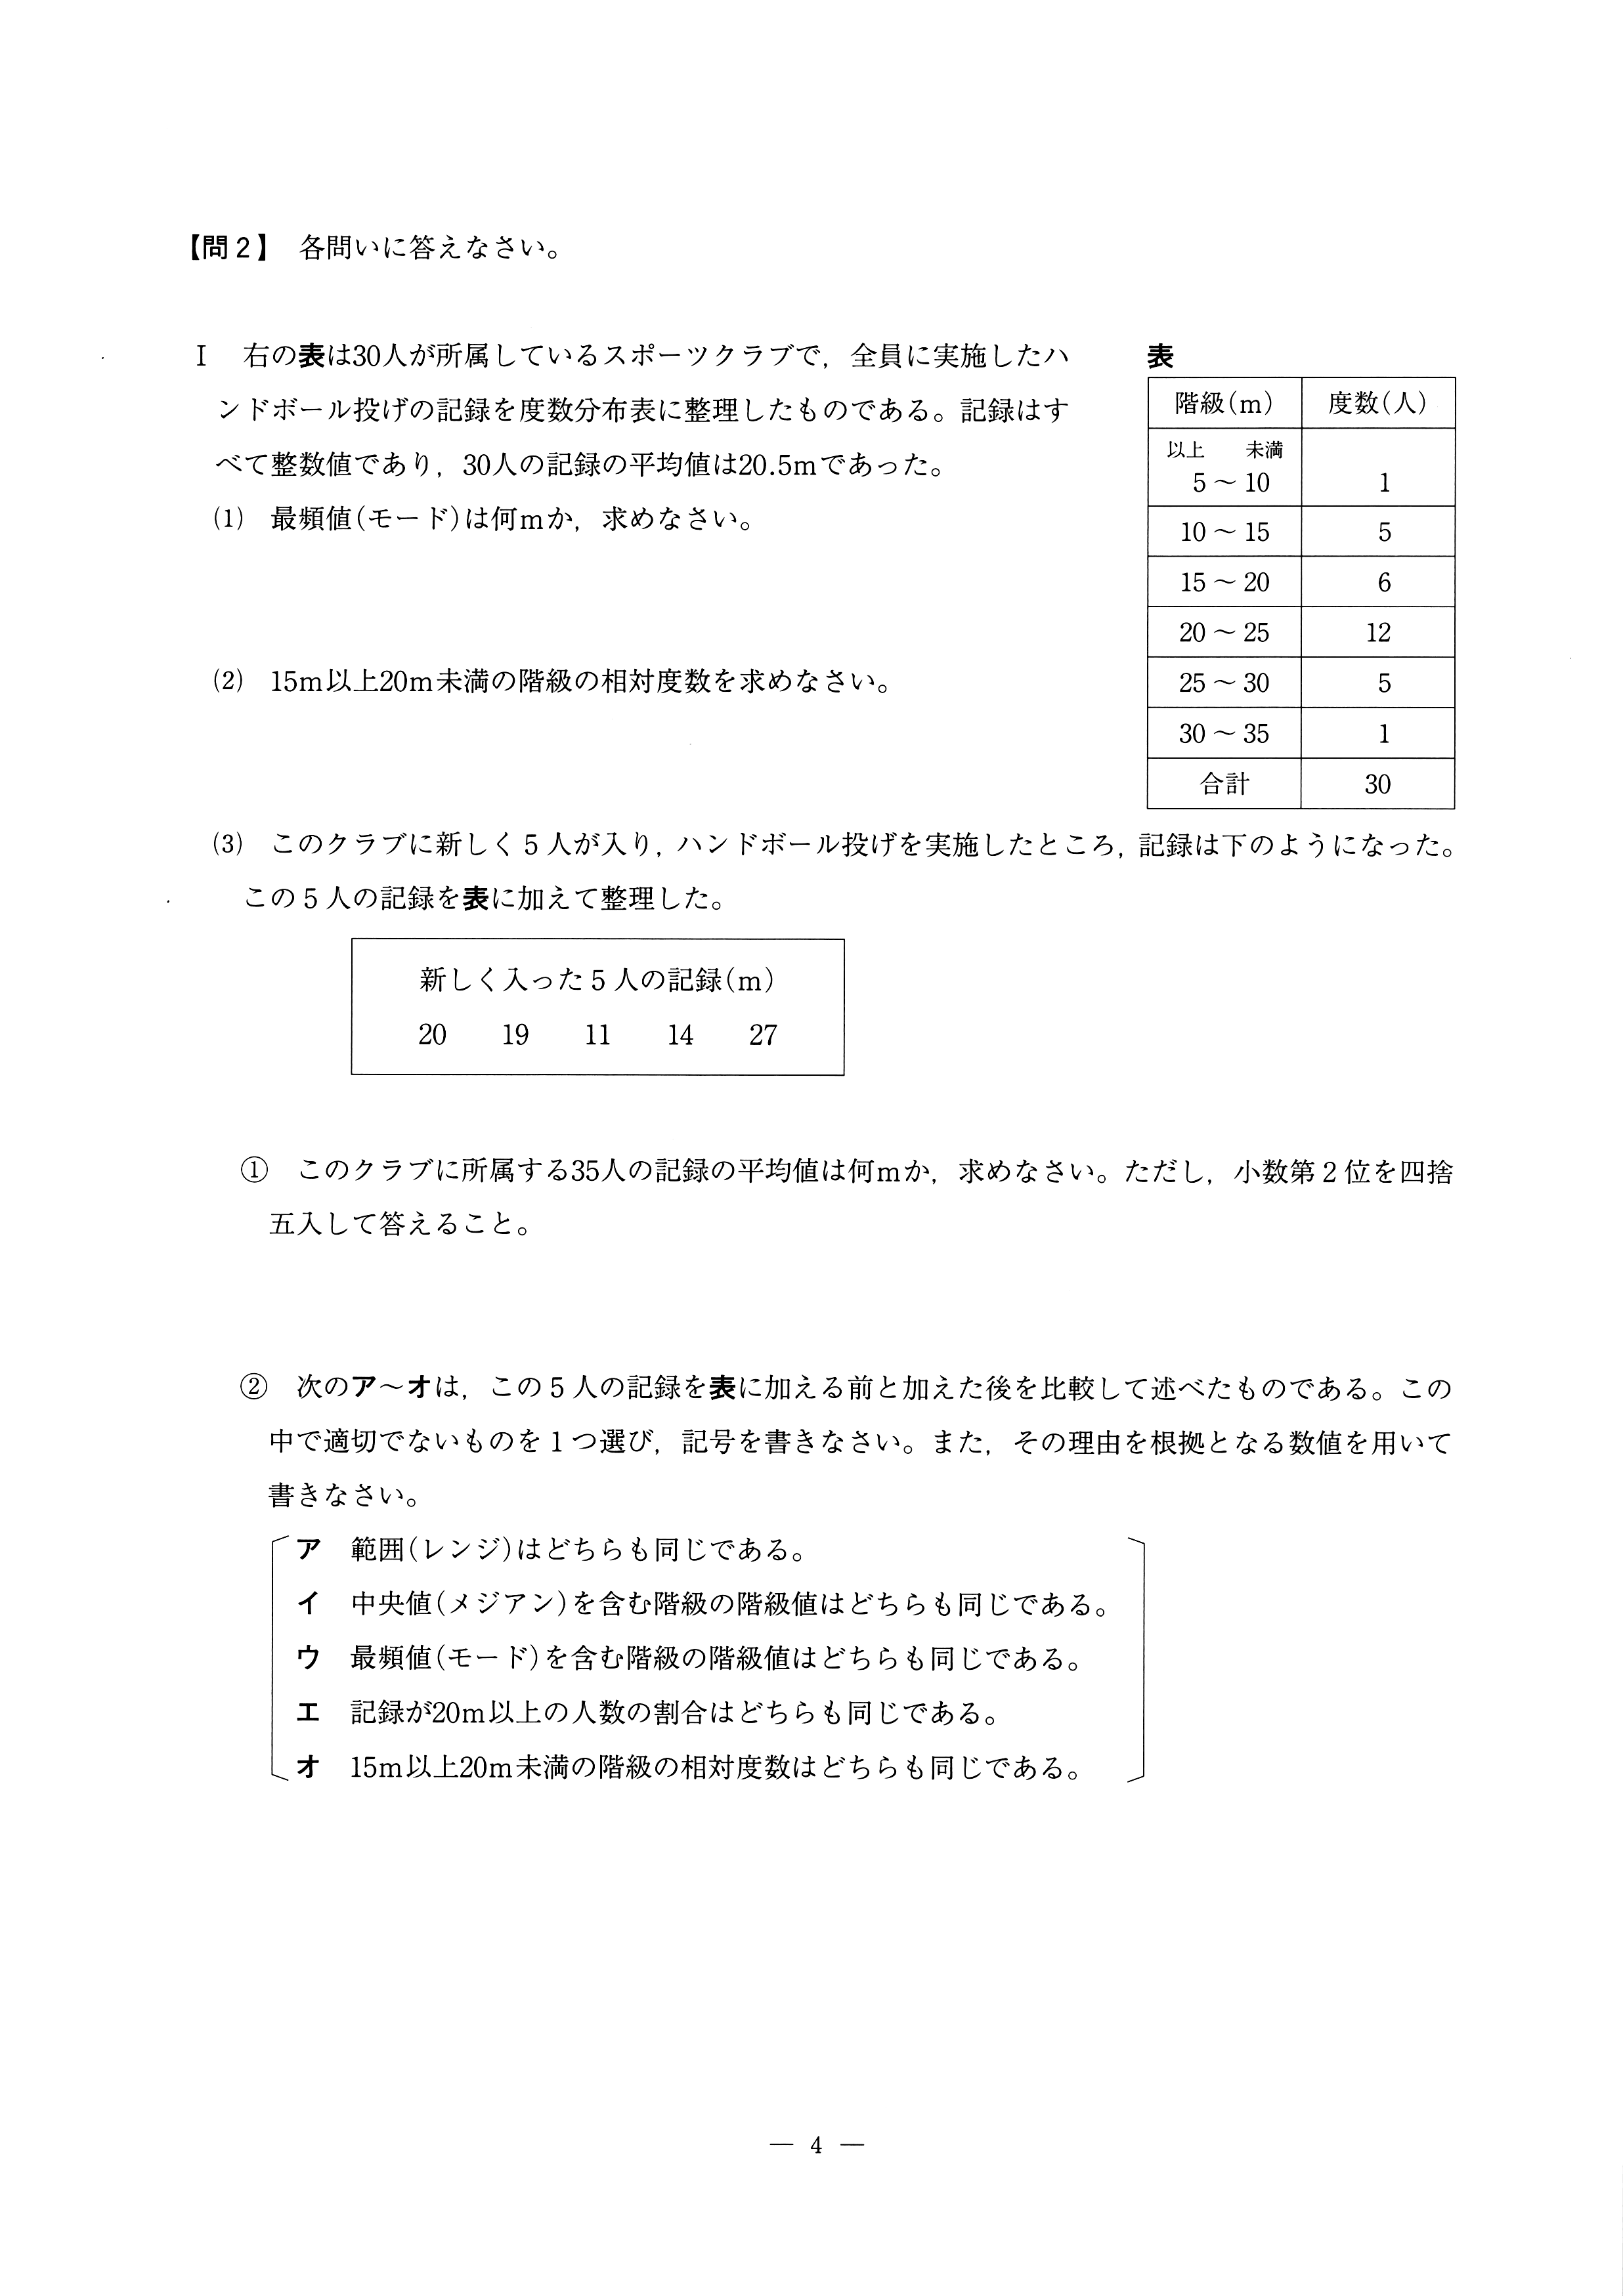 【問２】 各問いに答えなさい。
Ⅰ 右の表は30人が所属しているスポーツクラブで，全員に実施したハ
ンドボール投げの記録を度数分布表に整理したものである。記録はす
べて整数値であり，30人の記録の平均値は20.5mであった。
(1) 最頻値(モード)は何mか，求めなさい。
(2) 15m以上20m未満の階級の相対度数を求めなさい。
表
階級(m) 度数(人)
以上 未満
5 ～ 10 1
10 ～ 15 5
15 ～ 20 6
20 ～ 25 12
25 ～ 30 5
30 ～ 35 1
合計 30
(3) このクラブに新しく５人が入り，ハンドボール投げを実施したところ，記録は下のようになった。
この５人の記録を表に加えて整理した。
新しく入った５人の記録(m)
20 19 11 14 27
① このクラブに所属する35人の記録の平均値は何mか，求めなさい。ただし，小数第２位を四捨
五入して答えること。
② 次のア～オは，この５人の記録を表に加える前と加えた後を比較して述べたものである。この
中で適切でないものを１つ選び，記号を書きなさい。また，その理由を根拠となる数値を用いて
書きなさい。
ア 範囲(レンジ)はどちらも同じである。
イ 中央値(メジアン)を含む階級の階級値はどちらも同じである。
ウ 最頻値(モード)を含む階級の階級値はどちらも同じである。
エ 記録が20m以上の人数の割合はどちらも同じである。
オ 15m以上20m未満の階級の相対度数はどちらも同じである。
― 4 ―